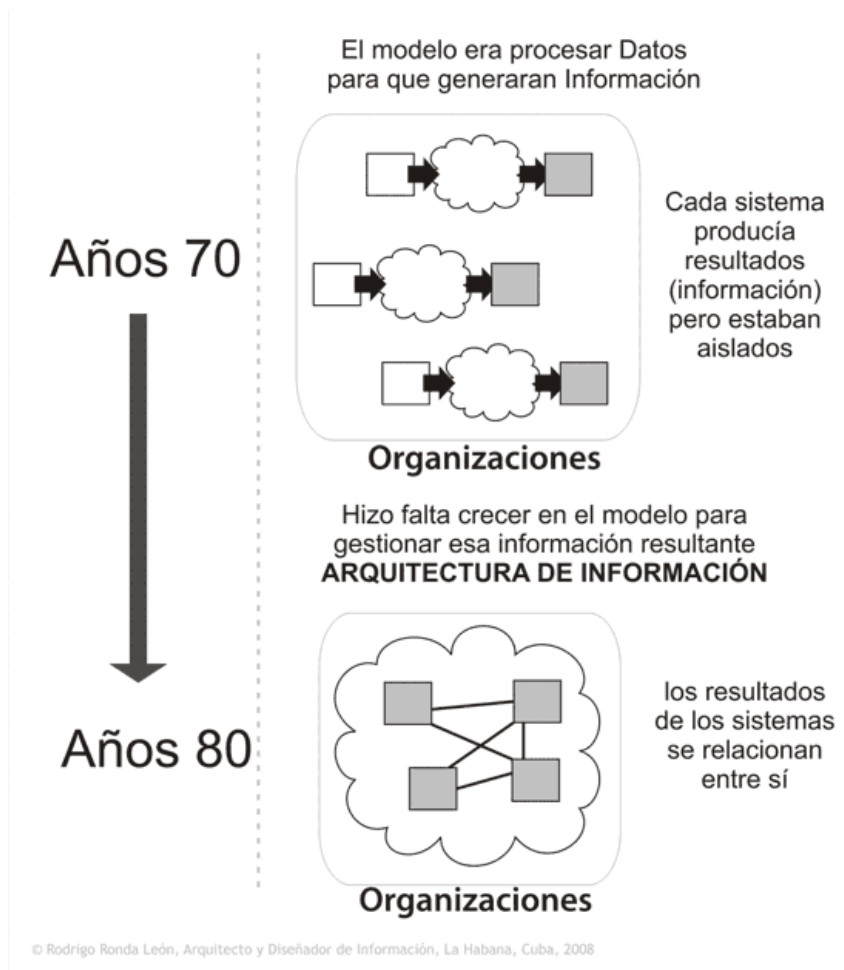 El modelo era procesar Datos
para que generaran Información
Años 70
Cada sistema
producía
resultados
(información)
pero estaban
aislados
Organizaciones
Hizo falta crecer en el modelo para
gestionar esa información resultante
ARQUITECTURA DE INFORMACIÓN
Años 80
los resultados
de los sistemas
se relacionan
entre sí
Organizaciones
© Rodrigo Ronda León, Arquitecto y Diseñador de Información, La Habana, Cuba, 2008